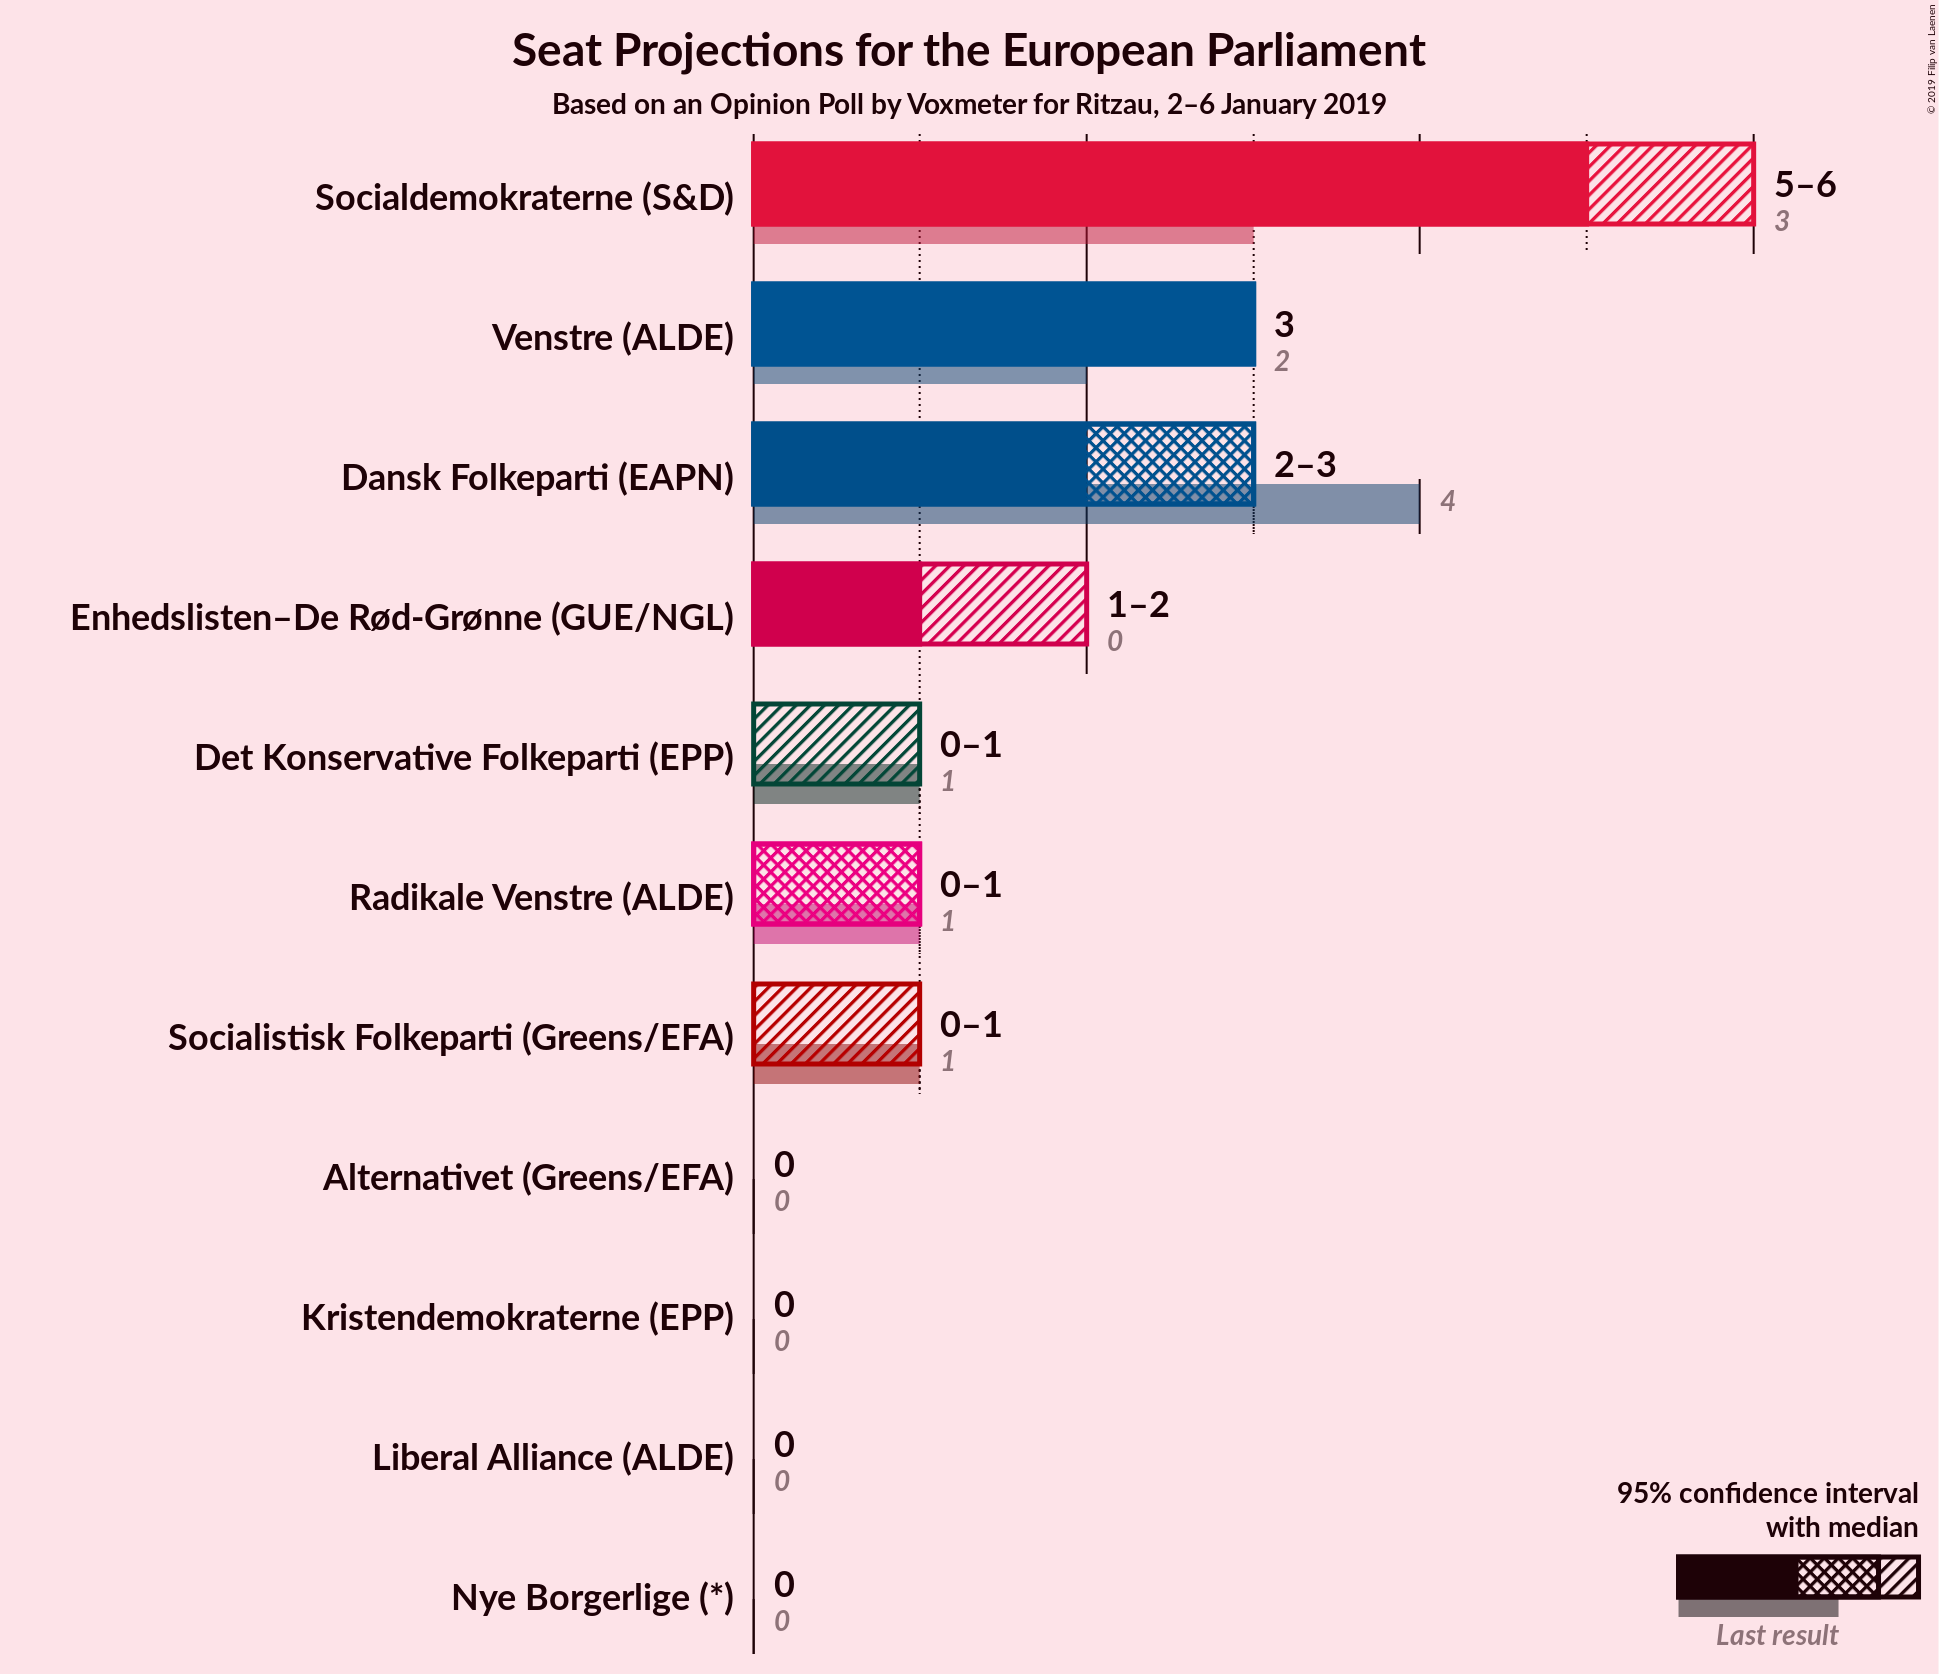 Seat Projections for the European Parliament
Based on an Opinion Poll by Voxmeter for Ritzau, 2–6 January 2019
© 2019 Filip van Laenen
Socialdemokraterne (S&D)
5–6
3
Venstre (ALDE)
3
2
Dansk Folkeparti (EAPN)
2–3
4
Enhedslisten–De Rød-Grønne (GUE/NGL)
1–2
0
Det Konservative Folkeparti (EPP)
0–1
1
Radikale Venstre (ALDE)
0–1
1
Socialistisk Folkeparti (Greens/EFA)
0–1
1
Alternativet (Greens/EFA)
0
0
Kristendemokraterne (EPP)
0
0
Liberal Alliance (ALDE)
0
0
Nye Borgerlige (*)
0
0
95% confidence interval
with median
Last result